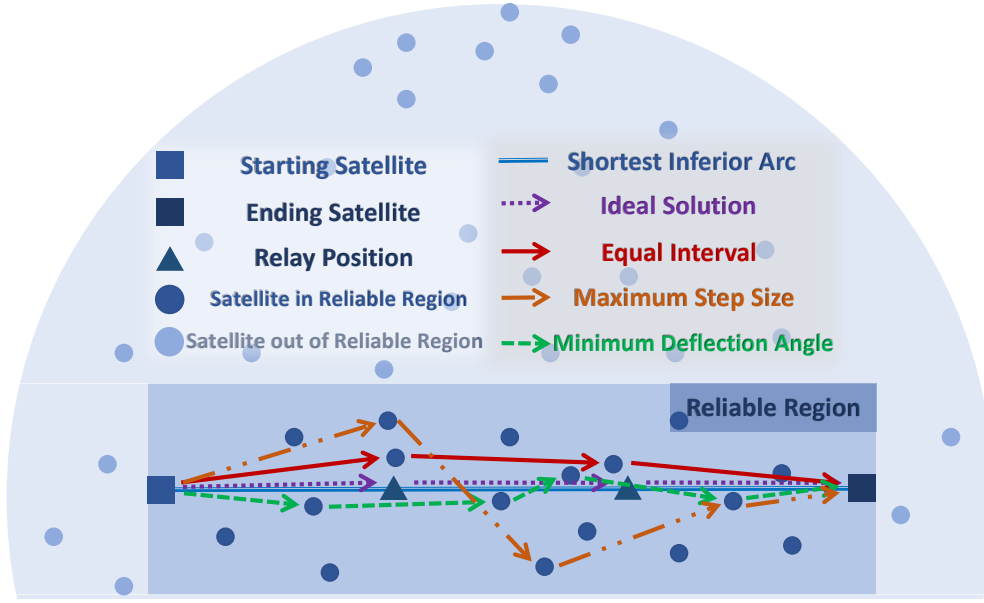 Starting Satellite
Ending Satellite
Relay Position
Satellite in Reliable Region
Satellite out of Reliable Region
Shortest Inferior Arc
Ideal Solution
Equal Interval
Maximum Step Size
Minimum Deflection Angle
Reliable Region